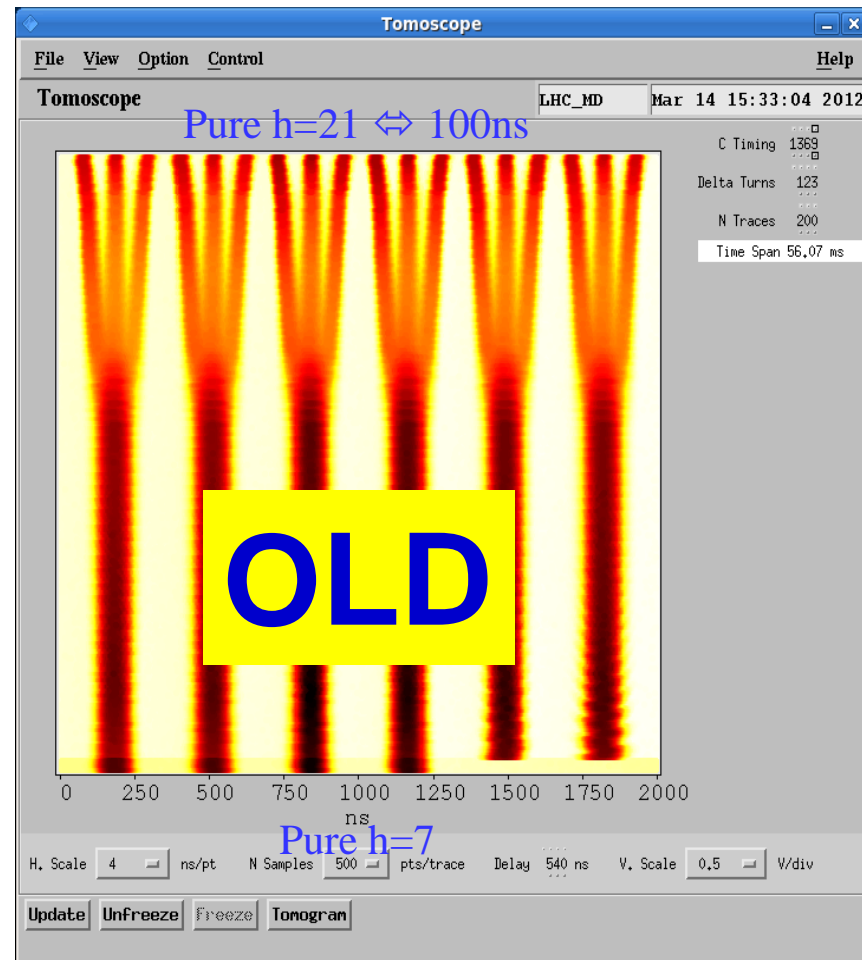 Tomoscope
File View Option Control Help
Tomoscope LHC_MD Mar 14 15:33:04 2012
Pure h=21 ⇔ 100ns
C Timing 1369
Delta Turns 123
N Traces 200
Time Span 56.07 ms
OLD
0 250 500 750 1000 1250 1500 1750 2000
ns
Pure h=7
H. Scale 4 ns/pt N Samples 500 pts/trace Delay 540 ns V. Scale 0.5 V/div
Update Unfreeze Freeze Tomogram